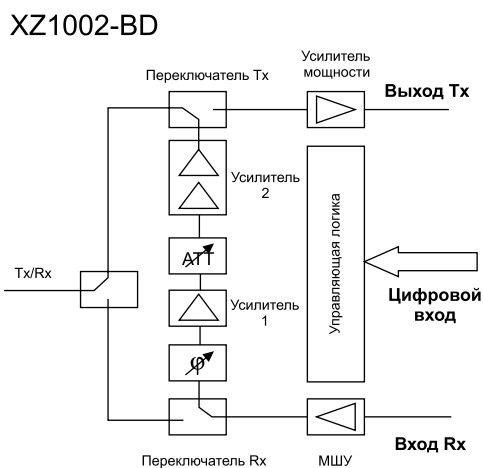 XZ1002-BD
Переключатель Tx
Усилитель
мощности
Выход Tx
Усилитель
2
АТТ
Управляющая логика
Tx/Rx
Цифровой
вход
Усилитель
1
φ
Переключатель Rx
МШУ
Вход Rx